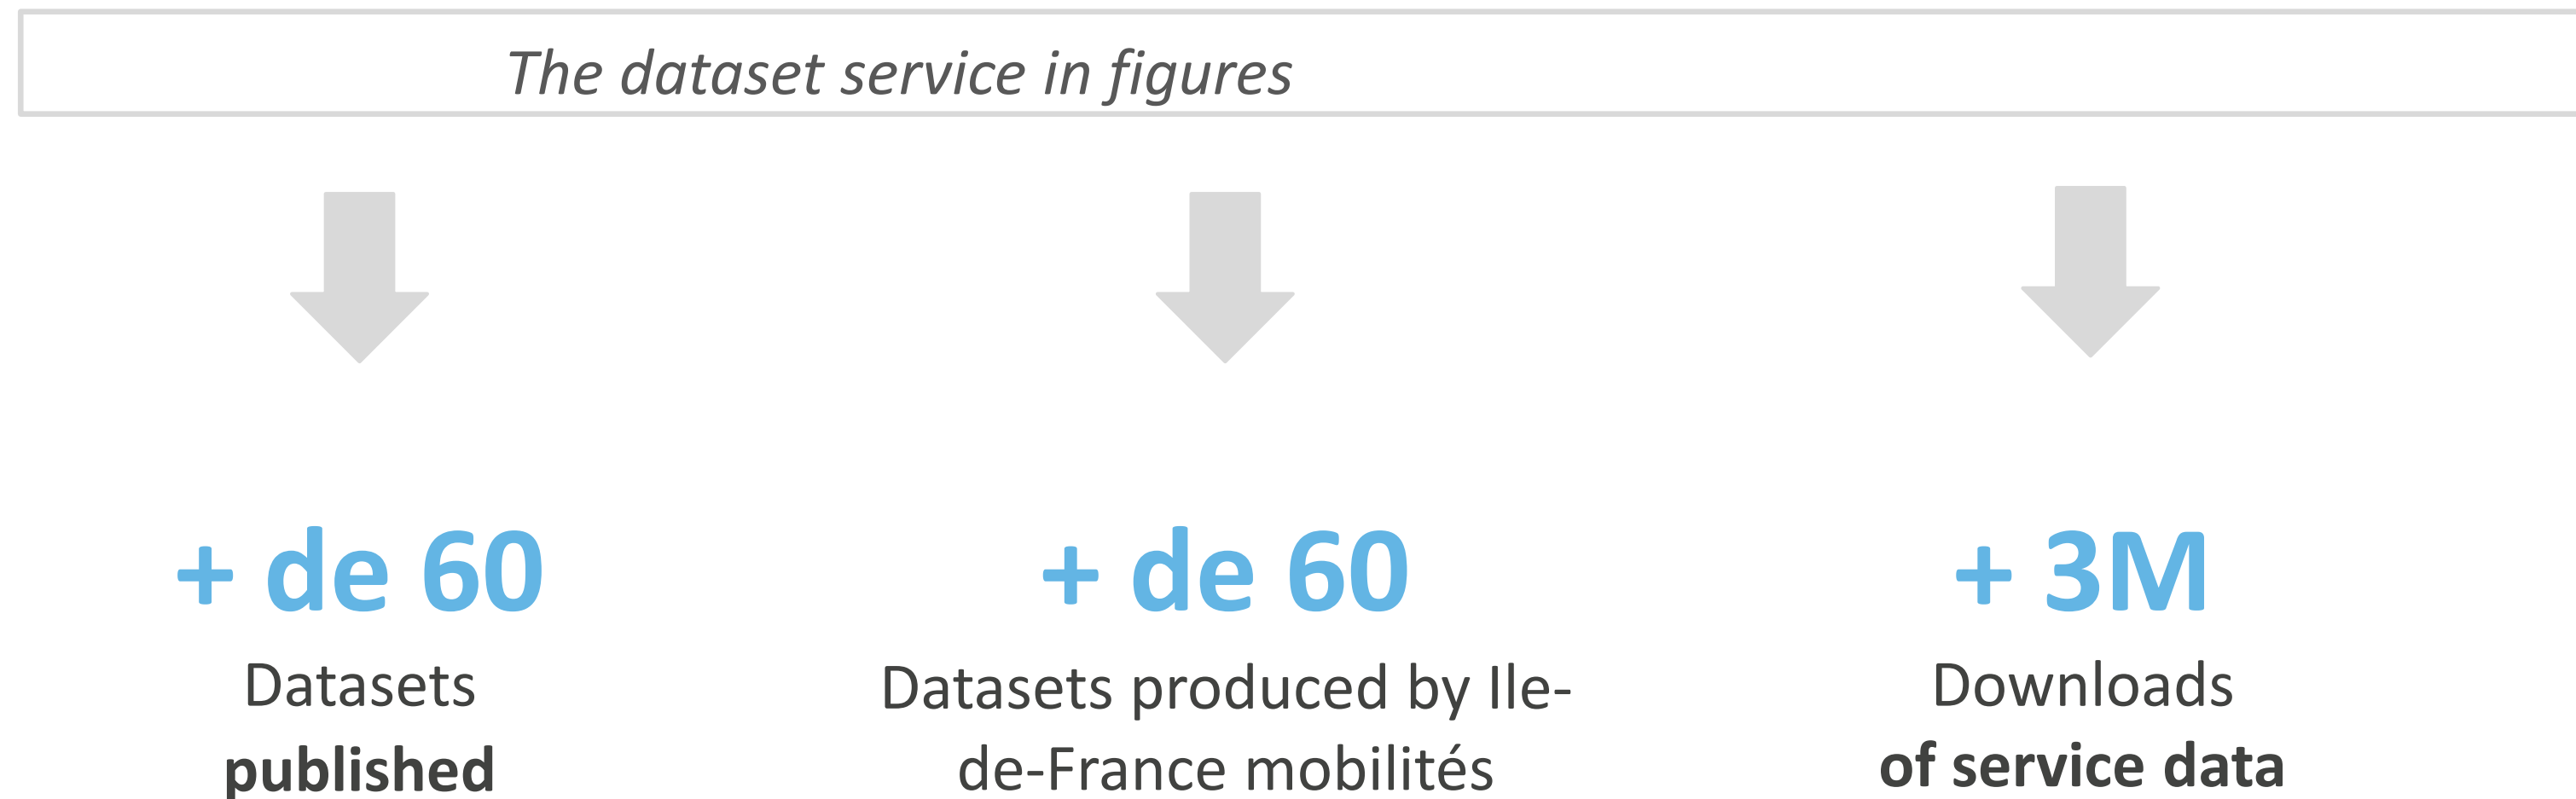 The dataset service in figures
+ de 60
Datasets
published
+ de 60
Datasets produced by Ile-
de-France mobilités
+ 3M
Downloads
of service data